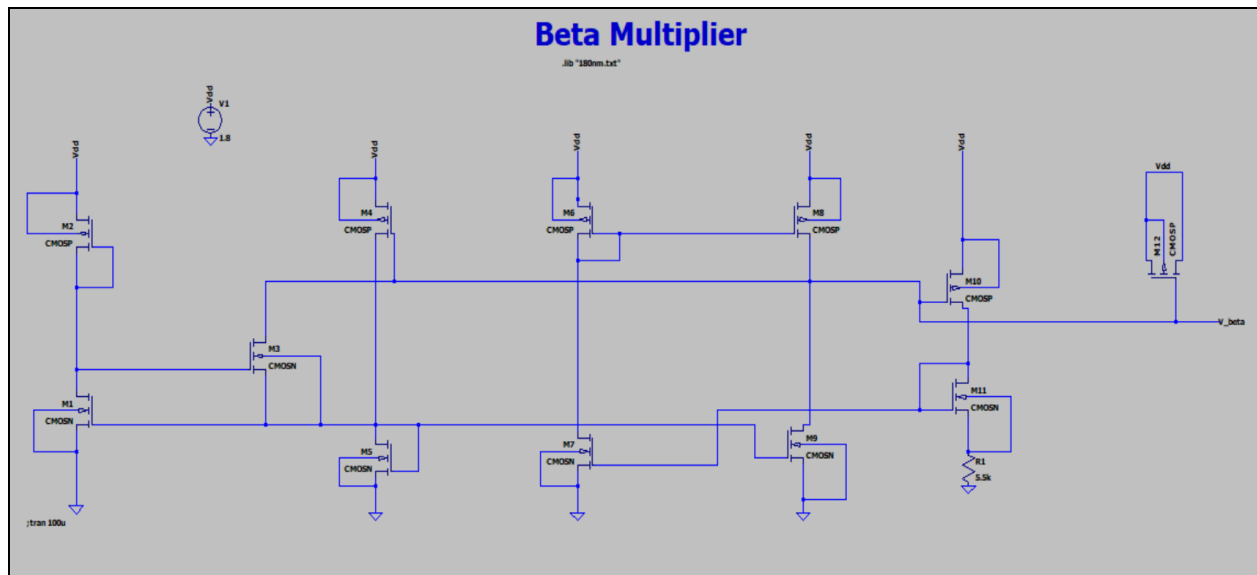 Beta Multiplier
.lib "180nm.txt"
Vdd
V1
1.8
Vdd
Vdd
Vdd
Vdd
Vdd
Vdd
M2
CMOSP
M4
CMOSP
M6
CMOSP
M8
CMOSP
M12
CMOSP
M10
CMOSP
V_beta
M3
CMOSN
M1
CMOSN
M11
CMOSN
M5
CMOSN
M7
CMOSN
M9
CMOSN
R1
5.5k
;tran 100u